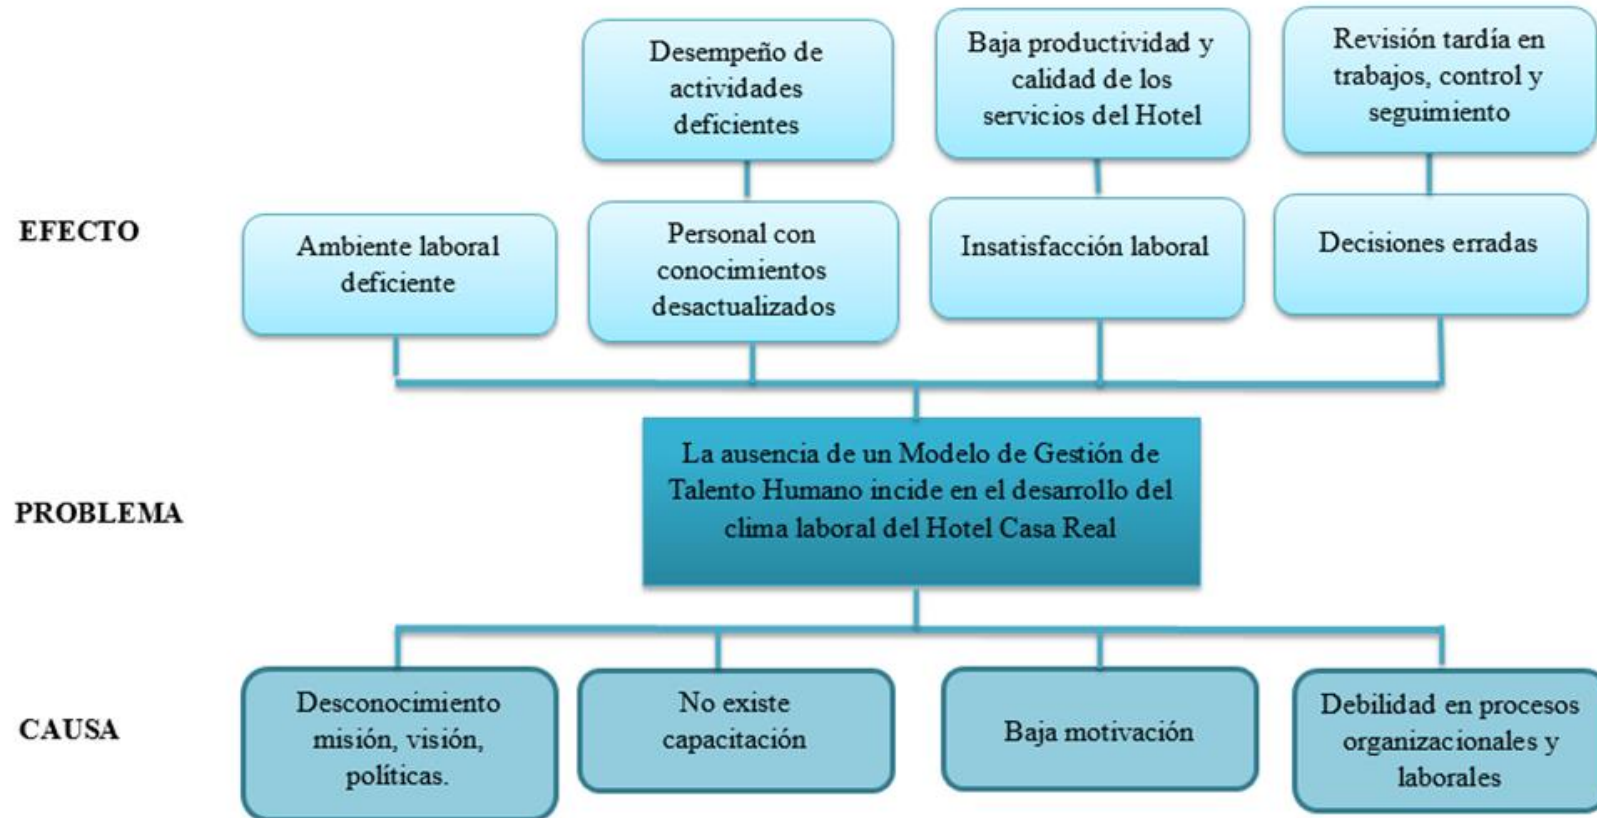 Desempeño de
actividades
deficientes
Baja productividad y
calidad de los
servicios del Hotel
Revisión tardía en
trabajos, control y
seguimiento
EFECTO
Ambiente laboral
deficiente
Personal con
conocimientos
desactualizados
Insatisfacción laboral
Decisiones erradas
PROBLEMA
La ausencia de un Modelo de Gestión de
Talento Humano incide en el desarrollo del
clima laboral del Hotel Casa Real
CAUSA
Desconocimiento
misión, visión,
políticas.
No existe
capacitación
Baja motivación
Debilidad en procesos
organizacionales y
laborales